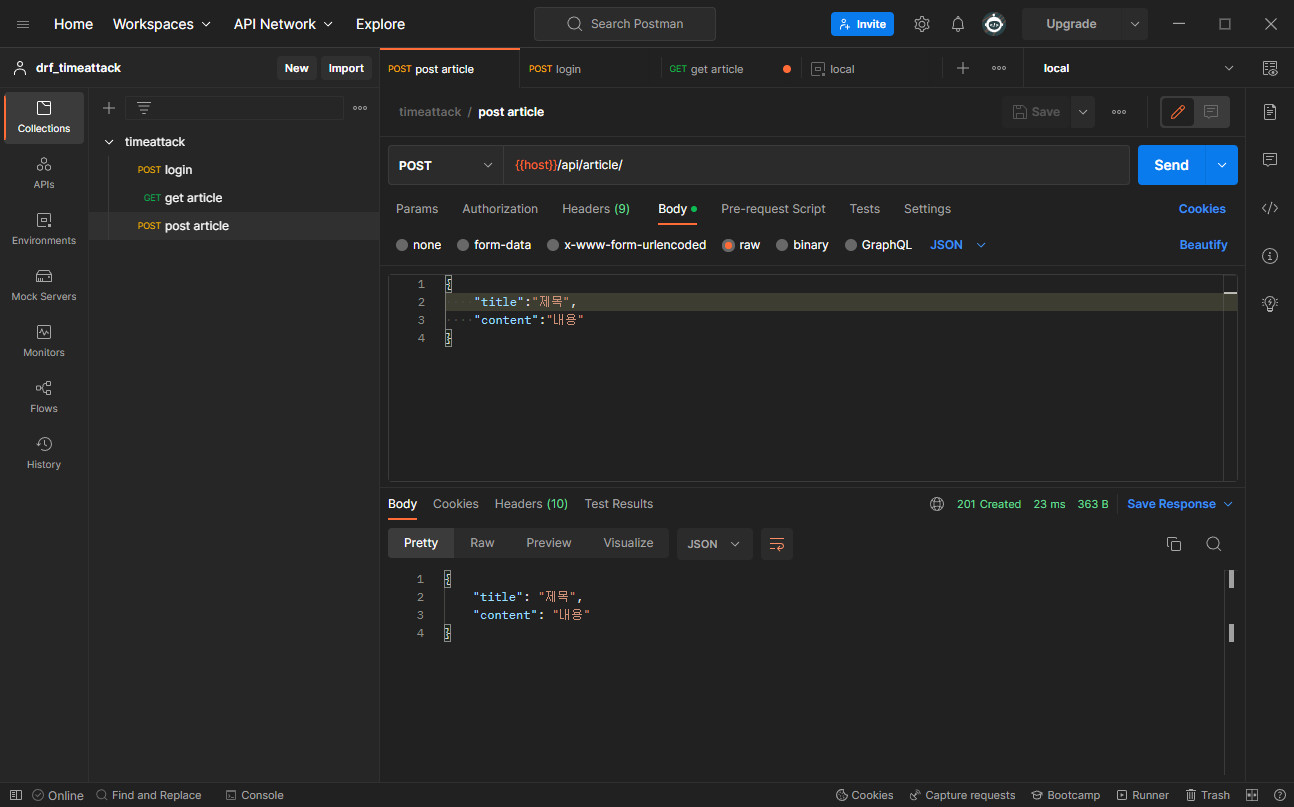 Home Workspaces API Network Explore Search Postman Invite Upgrade
drf_timeattack New Import POST post article POST login GET get article local local
timeattack / post article Save
Collections
APIs
Environments
Mock Servers
Monitors
Flows
History
timeattack
POST login
GET get article
POST post article
POST {{host}}/api/article/ Send
Params Authorization Headers (9) Body Pre-request Script Tests Settings Cookies
none form-data x-www-form-urlencoded raw binary GraphQL JSON Beautify
1 {
2 "title":"제목",
3 "content":"내용"
4 }
Body Cookies Headers (10) Test Results 201 Created 23 ms 363 B Save Response
Pretty Raw Preview Visualize JSON
1 {
2 "title": "제목",
3 "content": "내용"
4 }
Online Find and Replace Console Cookies Capture requests Bootcamp Runner Trash